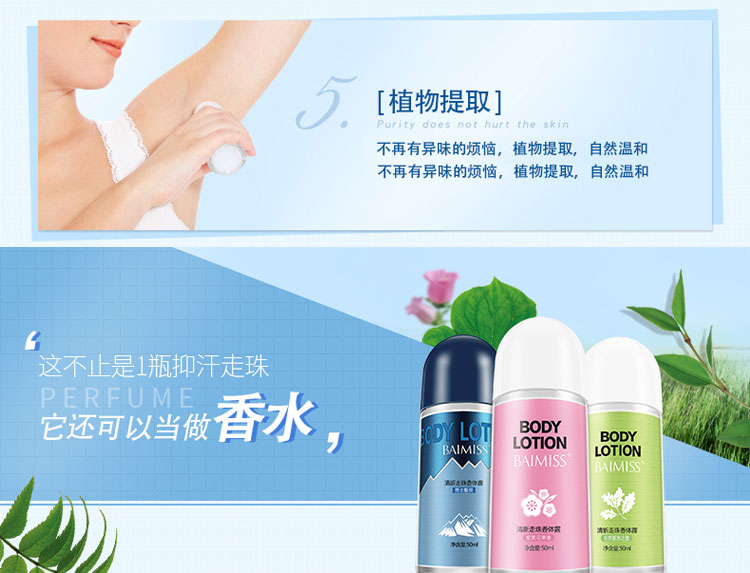 5.
[植物提取]
Purity does not hurt the skin
不再有异味的烦恼，植物提取，自然温和
不再有异味的烦恼，植物提取，自然温和
‘
这不止是1瓶抑汗走珠
PERFUME
它还可以当做香水，
BODY LOTION
BAIMISS
清新走珠香体露
净含量:50ml
BODY
LOTION
BAIMISS®
清新走珠香体露
净含量:50ml
BODY
LOTION
BAIMISS®
清新走珠香体露
净含量:50ml